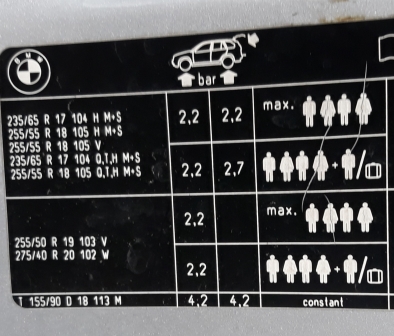 BMW
bar
235/65 R 17 104 H M+S
255/55 R 18 105 H M+S
255/55 R 18 105 V
235/65 R 17 104 Q,T,H M+S
255/55 R 18 105 Q,T,H M+S
2,2 2,2 max.
2,2 2,7 + /
255/50 R 19 103 V
275/40 R 20 102 W
2,2 max.
2,2 + /
T 155/90 D 18 113 M 4,2 4,2 constant